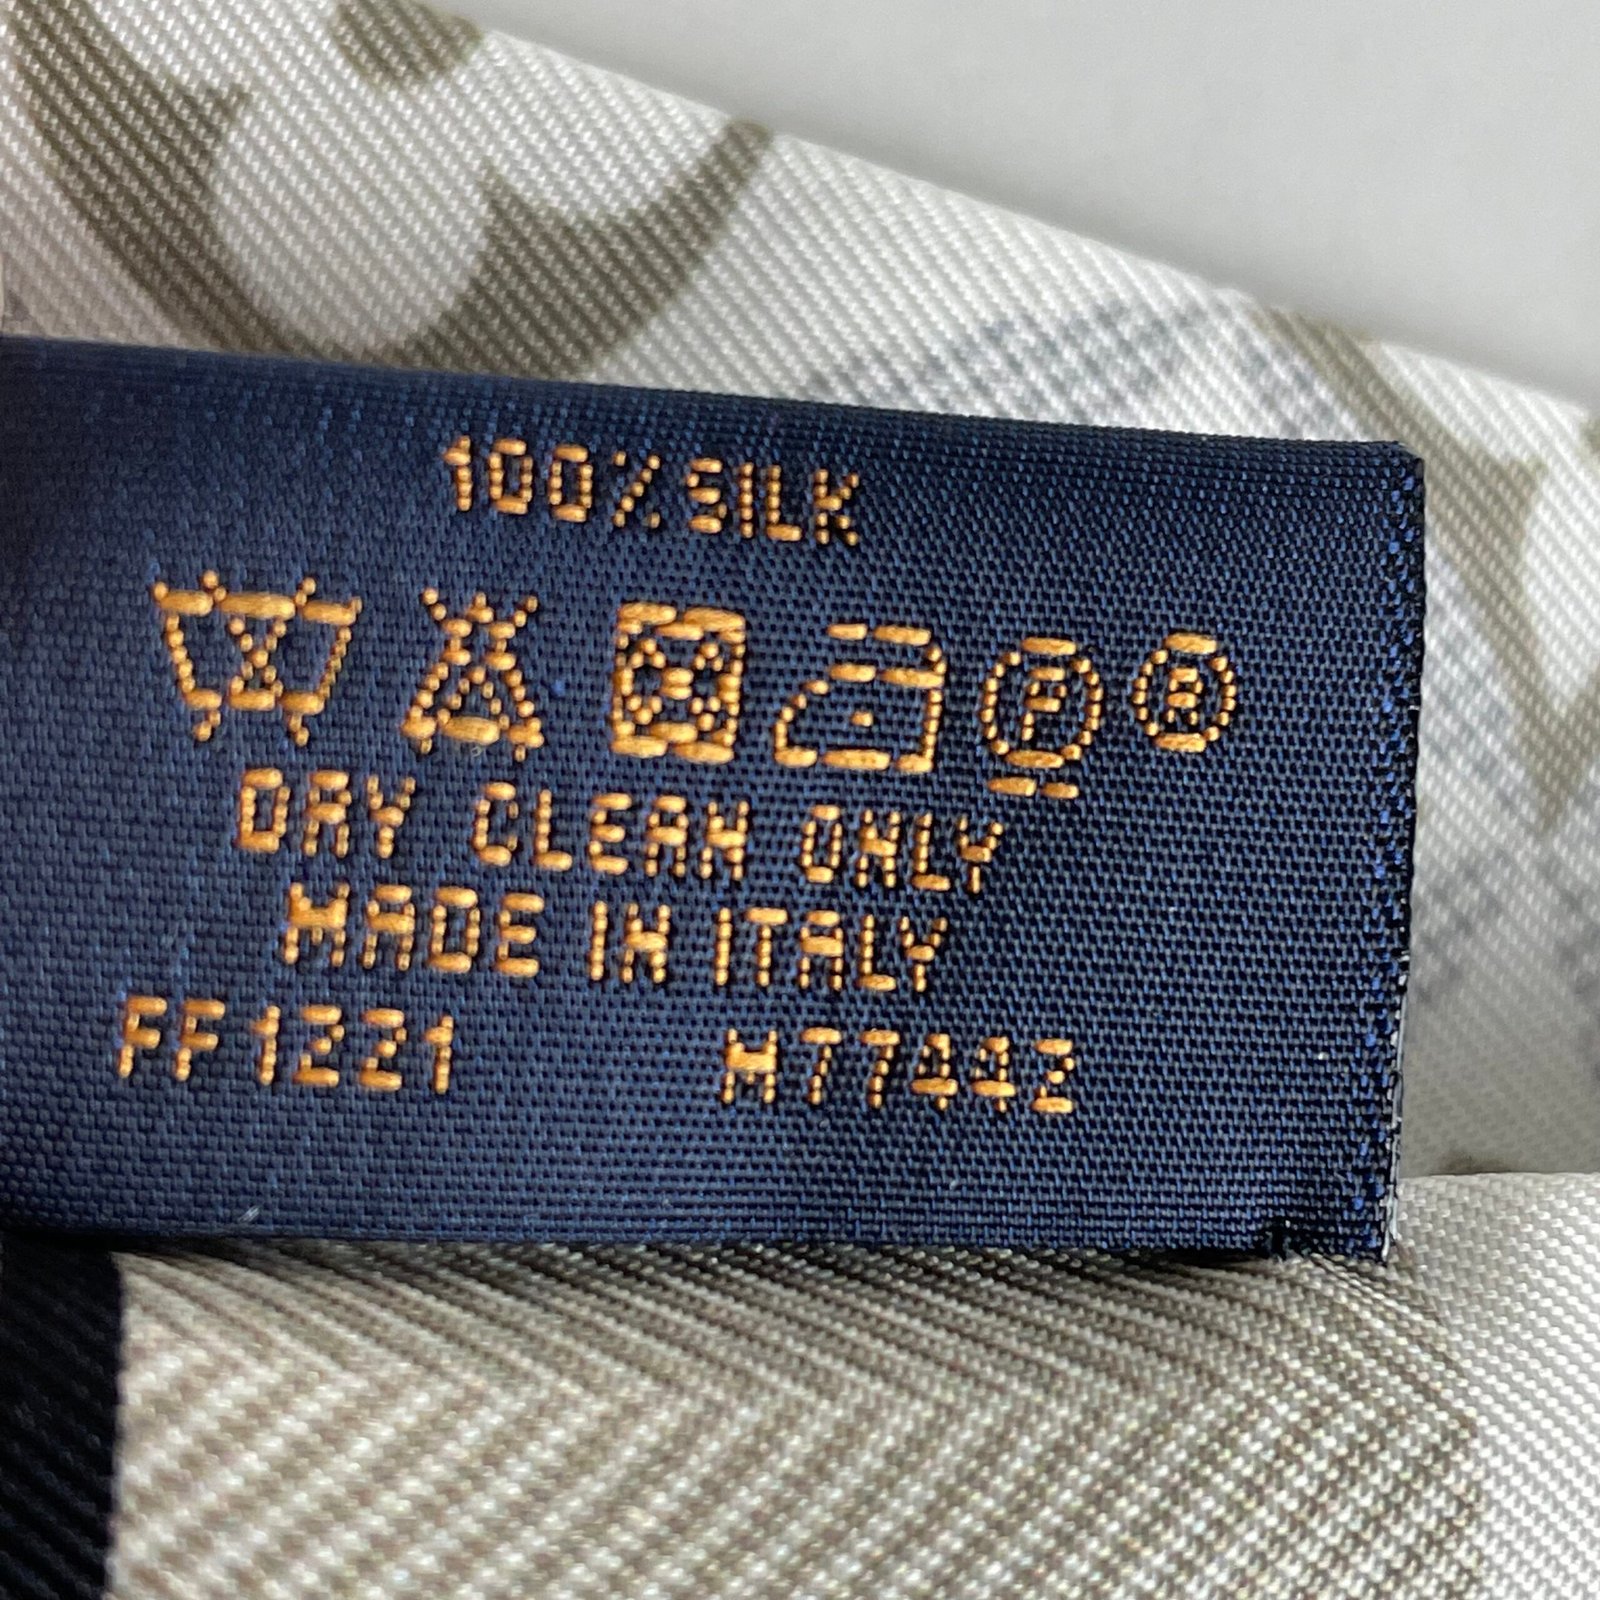 100% SILK
P A
DRY CLEAN ONLY
MADE IN ITALY
FF1221 M77442